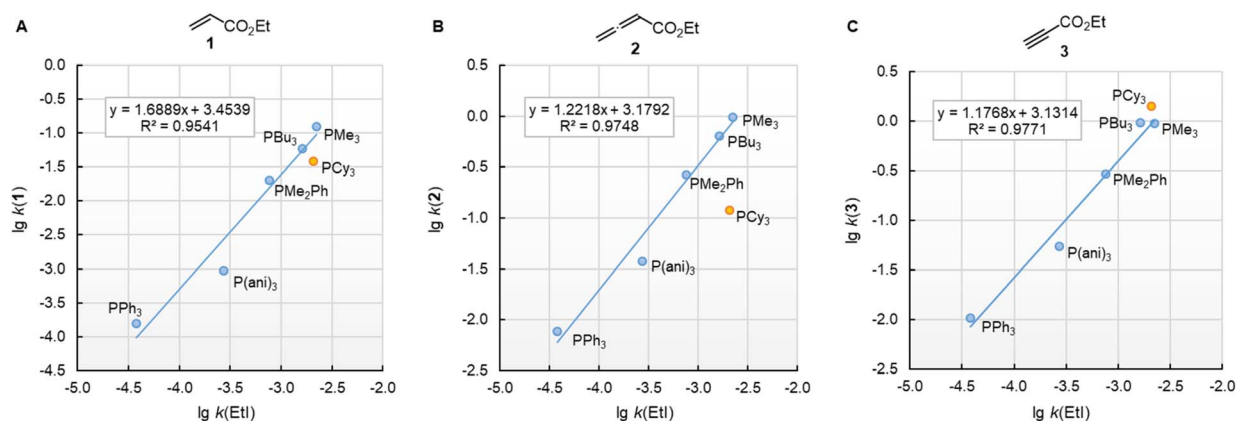 A
CO₂Et
1
0.0
-0.5
-1.0
-1.5
-2.0
-2.5
-3.0
-3.5
-4.0
-4.5
lg k(1)
y = 1.6889x + 3.4539
R² = 0.9541
PBu₃
PMe₃
PCy₃
PMe₂Ph
P(ani)₃
PPh₃
-5.0 -4.5 -4.0 -3.5 -3.0 -2.5 -2.0
lg k(EtI)
B
CO₂Et
2
0.5
0.0
-0.5
-1.0
-1.5
-2.0
-2.5
lg k(2)
y = 1.2218x + 3.1792
R² = 0.9748
PMe₃
PBu₃
PMe₂Ph
PCy₃
P(ani)₃
PPh₃
-5.0 -4.5 -4.0 -3.5 -3.0 -2.5 -2.0
lg k(EtI)
C
CO₂Et
3
0.5
0.0
-0.5
-1.0
-1.5
-2.0
-2.5
lg k(3)
y = 1.1768x + 3.1314
R² = 0.9771
PCy₃
PBu₃
PMe₃
PMe₂Ph
P(ani)₃
PPh₃
-5.0 -4.5 -4.0 -3.5 -3.0 -2.5 -2.0
lg k(EtI)